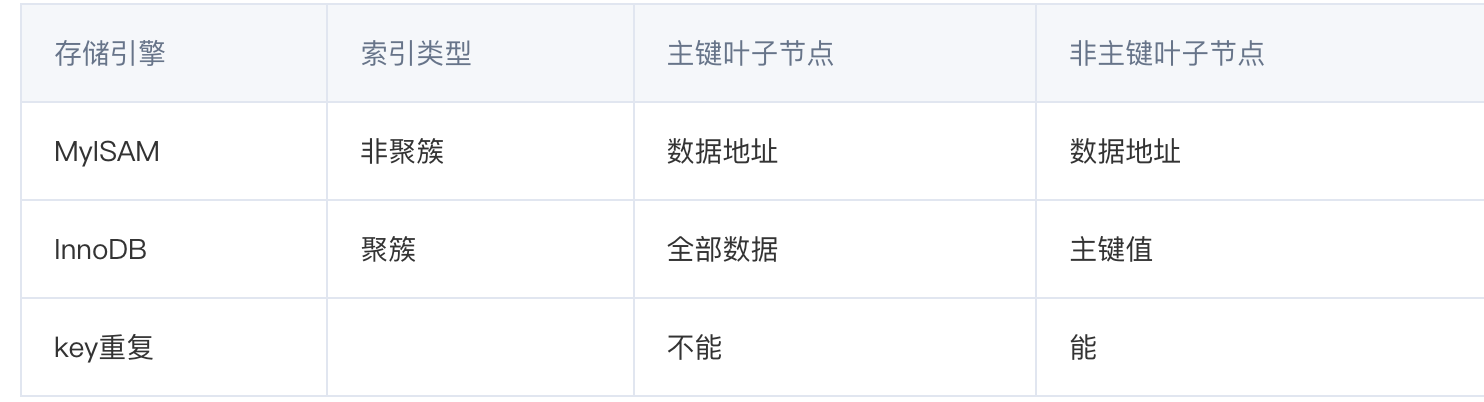 存储引擎 索引类型 主键叶子节点 非主键叶子节点
MyISAM 非聚簇 数据地址 数据地址
InnoDB 聚簇 全部数据 主键值
key重复 不能 能